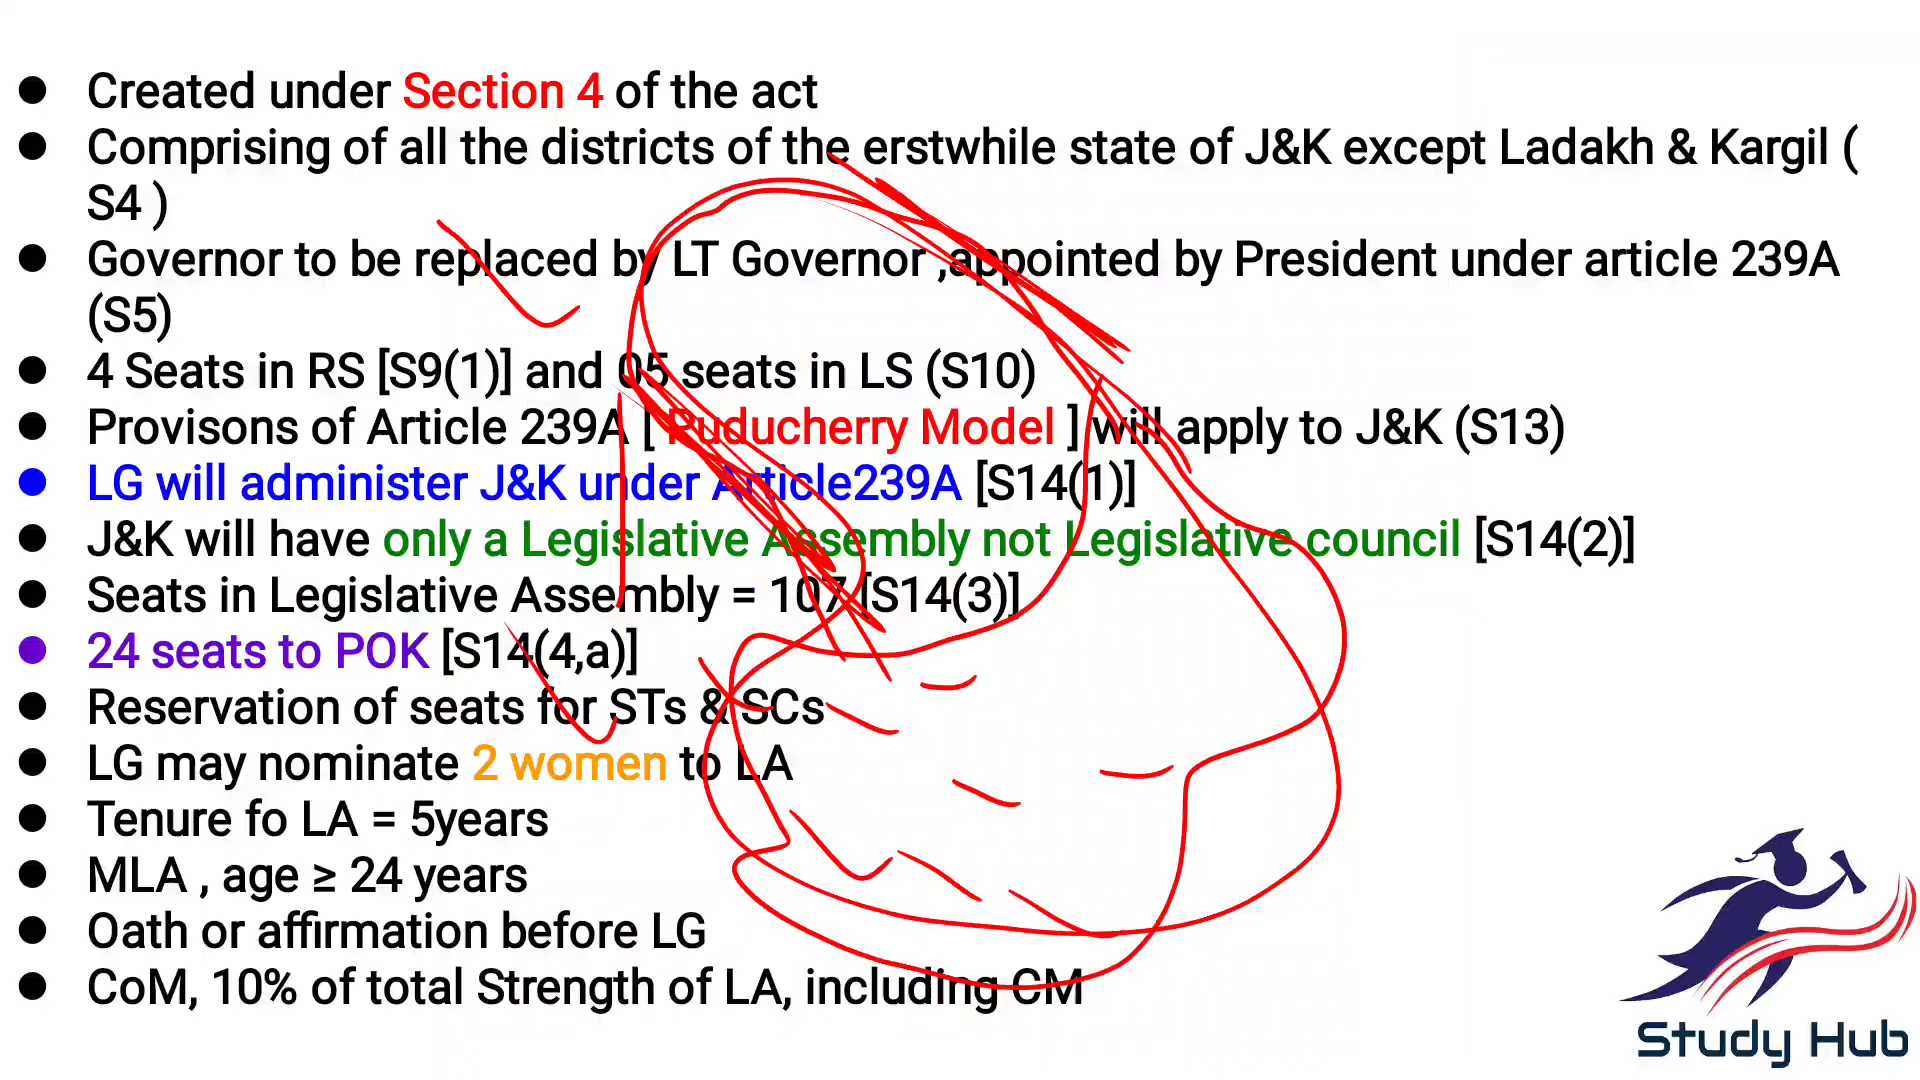 ● Created under Section 4 of the act
● Comprising of all the districts of the erstwhile state of J&K except Ladakh & Kargil (
S4 )
● Governor to be replaced by LT Governor ,appointed by President under article 239A
(S5)
● 4 Seats in RS [S9(1)] and 05 seats in LS (S10)
● Provisons of Article 239A [ Puducherry Model ] will apply to J&K (S13)
● LG will administer J&K under Article239A [S14(1)]
● J&K will have only a Legislative Assembly not Legislative council [S14(2)]
● Seats in Legislative Assembly = 107 [S14(3)]
● 24 seats to POK [S14(4,a)]
● Reservation of seats for STs & SCs
● LG may nominate 2 women to LA
● Tenure fo LA = 5years
● MLA , age ≥ 24 years
● Oath or affirmation before LG
● CoM, 10% of total Strength of LA, including CM
Study Hub